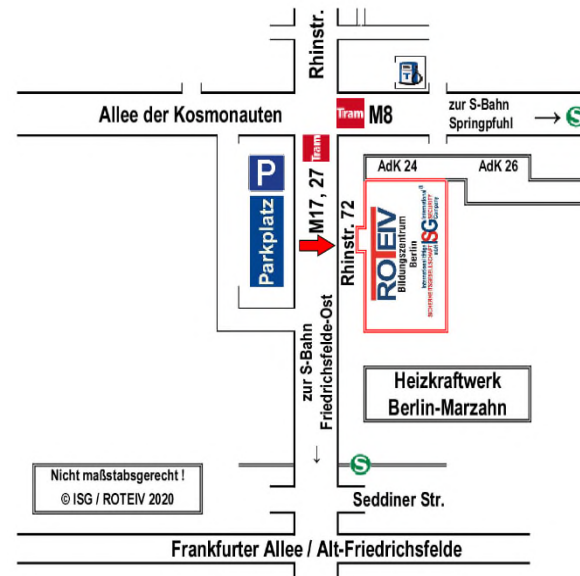 Rhinstr.
Allee der Kosmonauten
Tram M8
zur S-Bahn
Springpfuhl
→ S
Tram
M17, 27
P
Parkplatz
Rhinstr. 72
AdK 24
AdK 26
ROTEIV
Bildungszentrum
Berlin
ISG
SICHERHEITSGESELLSCHAFT
zur S-Bahn
Friedrichsfelde-Ost
←
Heizkraftwerk
Berlin-Marzahn
S
Nicht maßstabsgerecht !
© ISG / ROTEIV 2020
Seddiner Str.
Frankfurter Allee / Alt-Friedrichsfelde